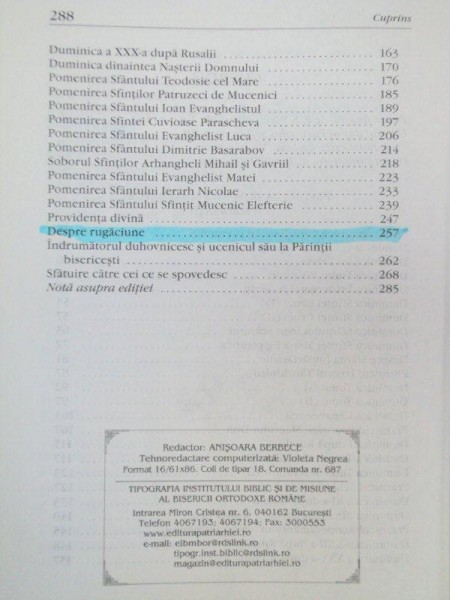 288 Cuprins
Duminica a XXX-a după Rusalii 163
Duminica dinaintea Nașterii Domnului 170
Pomenirea Sfântului Teodosie cel Mare 176
Pomenirea Sfinților Patruzeci de Mucenici 185
Pomenirea Sfântului Ioan Evanghelistul 189
Pomenirea Sfintei Cuvioase Parascheva 197
Pomenirea Sfântului Evanghelist Luca 206
Pomenirea Sfântului Dimitrie Basarabov 214
Soborul Sfinților Arhangheli Mihail și Gavriil 218
Pomenirea Sfântului Evanghelist Matei 223
Pomenirea Sfântului Ierarh Nicolae 233
Pomenirea Sfântului Sfințit Mucenic Elefterie 239
Providența divină 247
Despre rugăciune 257
Îndrumătorul duhovnicesc și ucenicul său la Părinții
bisericești 262
Sfătuire către cei ce se spovedesc 268
Notă asupra ediției 285
Redactor: ANIȘOARA BERBECE
Tehnoredactare computerizată: Violeta Negrea
Format 16/61x86. Coli de tipar 18. Comanda nr. 687
TIPOGRAFIA INSTITUTULUI BIBLIC ȘI DE MISIUNE
AL BISERICII ORTODOXE ROMÂNE
Intrarea Miron Cristea nr. 6, 040162 București
Telefon 4067193; 4067194; Fax: 3000553
www.editurapatriarhiei.ro
e-mail: eibmbor@rdslink.ro
tipogr.inst.biblic@rdslink.ro
magazin@editurapatriarhiei.ro